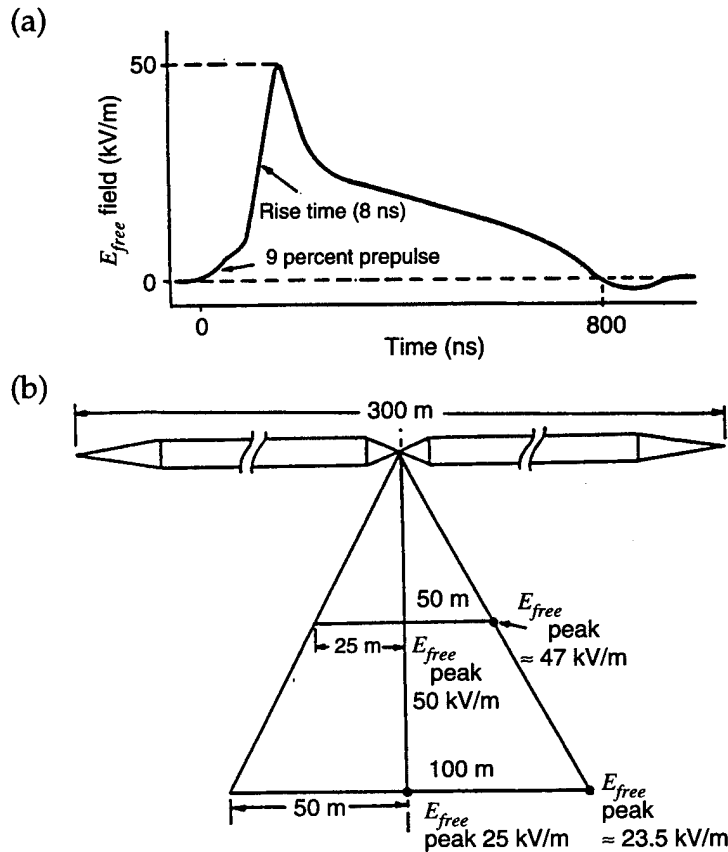 (a)
50
0
E_free field (kV/m)
Rise time (8 ns)
9 percent prepulse
0
800
Time (ns)
(b)
300 m
50 m
25 m
E_free
peak
50 kV/m
E_free
peak
≈ 47 kV/m
100 m
50 m
E_free
peak 25 kV/m
E_free
peak
≈ 23.5 kV/m